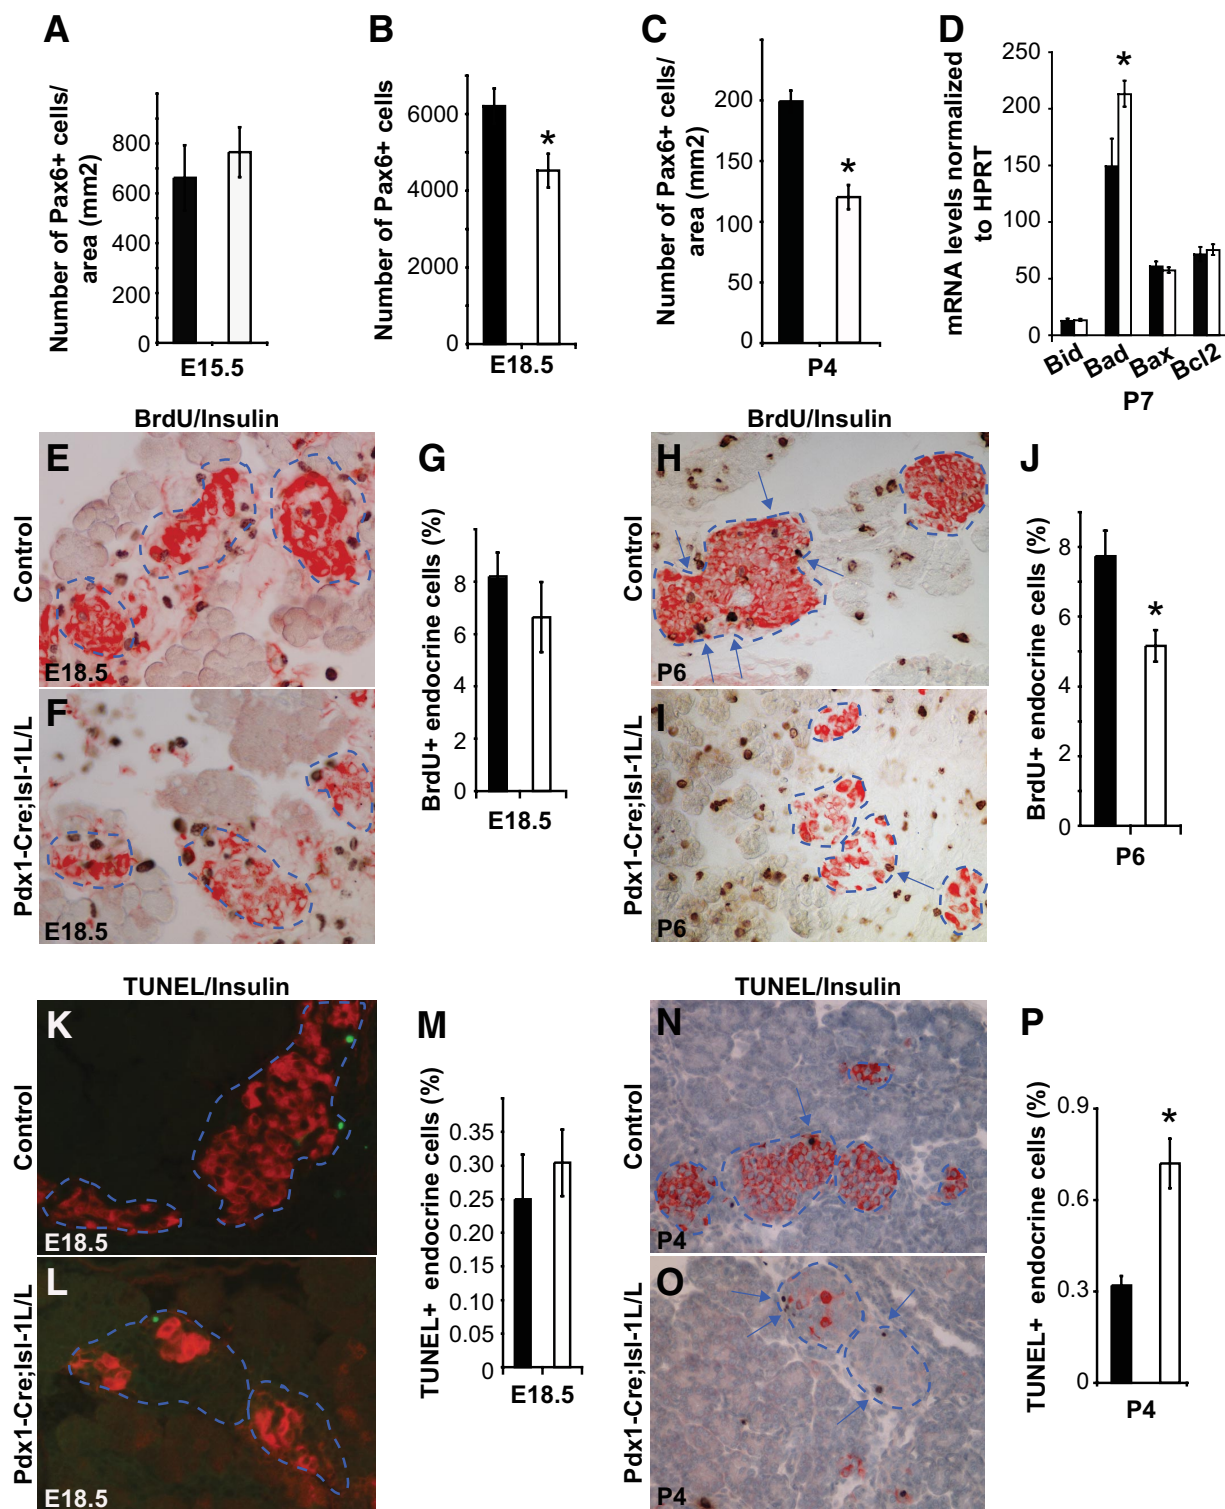 A
Number of Pax6+ cells/
area (mm2)
800
600
400
200
0
E15.5
B
Number of Pax6+ cells
6000
4000
2000
0
*
E18.5
C
Number of Pax6+ cells/
area (mm2)
200
150
100
50
0
*
P4
D
mRNA levels normalized
to HPRT
250
200
150
100
50
0
*
Bid
Bad
Bax
Bcl2
P7
BrdU/Insulin
Control
E
E18.5
Pdx1-Cre;Isl-1L/L
F
E18.5
G
BrdU+ endocrine cells (%)
8
6
4
2
0
E18.5
BrdU/Insulin
Control
H
P6
Pdx1-Cre;Isl-1L/L
I
P6
J
BrdU+ endocrine cells (%)
8
6
4
2
0
*
P6
TUNEL/Insulin
Control
K
E18.5
Pdx1-Cre;Isl-1L/L
L
E18.5
M
TUNEL+ endocrine cells (%)
0.35
0.30
0.25
0.20
0.15
0.10
0.05
0
E18.5
TUNEL/Insulin
Control
N
P4
Pdx1-Cre;Isl-1L/L
O
P4
P
TUNEL+ endocrine cells (%)
0.9
0.6
0.3
0
*
P4